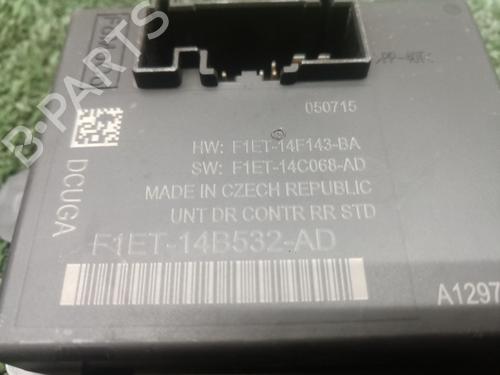 050715
HW: F1ET-14F143-BA
SW: F1ET-14C068-AD
MADE IN CZECH REPUBLIC
UNT DR CONTR RR STD
DCUGA
F1ET-14B532-AD
A1297